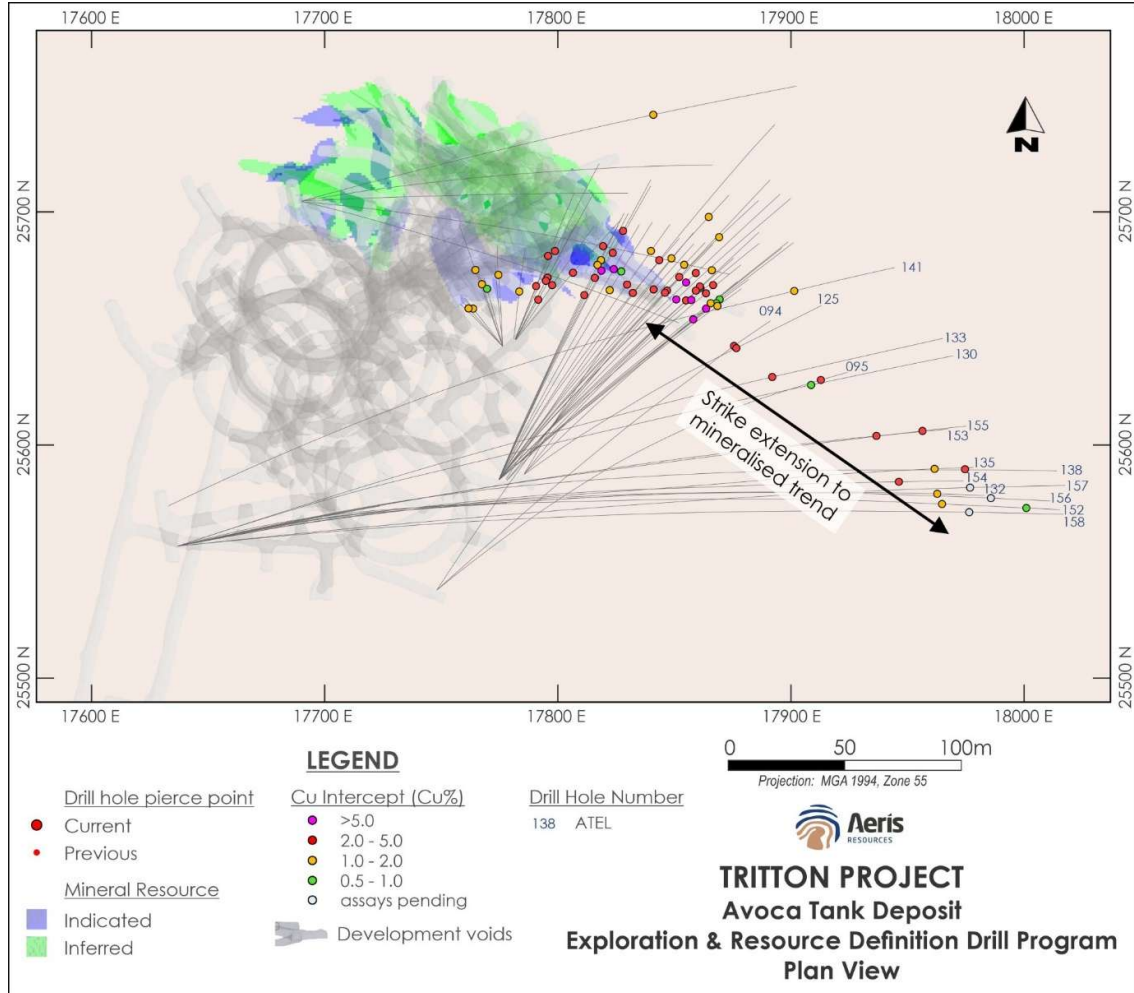 17600 E
17700 E
17800 E
17900 E
18000 E
25700 N
25700 N
N
141
125
094
133
130
095
155
153
135
138
154
157
132
156
152
158
Strike extension to
mineralised trend
25600 N
25600 N
25500 N
25500 N
17600 E
17700 E
17800 E
17900 E
18000 E
LEGEND
Drill hole pierce point
Current
Previous
Mineral Resource
Indicated
Inferred
Cu Intercept (Cu%)
>5.0
2.0 - 5.0
1.0 - 2.0
0.5 - 1.0
assays pending
Development voids
Drill Hole Number
138 ATEL
0 50 100m
Projection: MGA 1994, Zone 55
Aeris
RESOURCES
TRITTON PROJECT
Avoca Tank Deposit
Exploration & Resource Definition Drill Program
Plan View